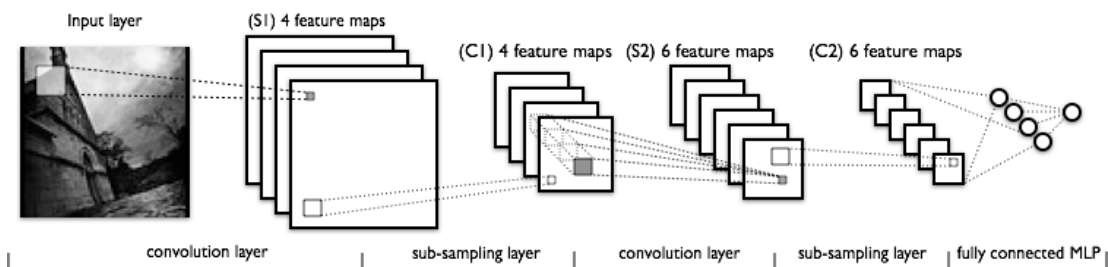 Input layer
(S1) 4 feature maps
(C1) 4 feature maps
(S2) 6 feature maps
(C2) 6 feature maps
convolution layer
sub-sampling layer
convolution layer
sub-sampling layer
fully connected MLP